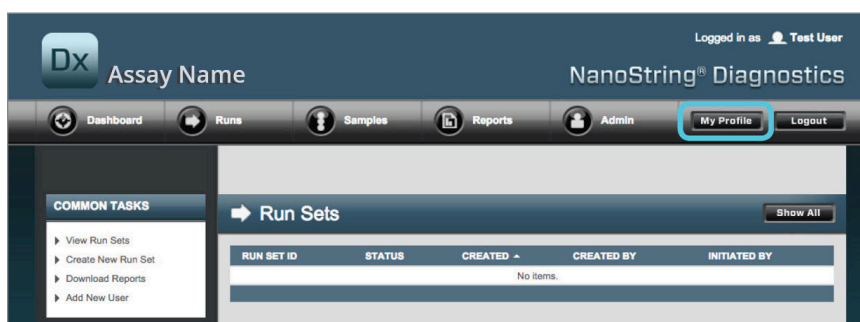 Logged in as Test User
Dx Assay Name
NanoString® Diagnostics
Dashboard Runs Samples Reports Admin My Profile Logout
COMMON TASKS
View Run Sets
Create New Run Set
Download Reports
Add New User
Run Sets Show All
RUN SET ID STATUS CREATED CREATED BY INITIATED BY
No items.